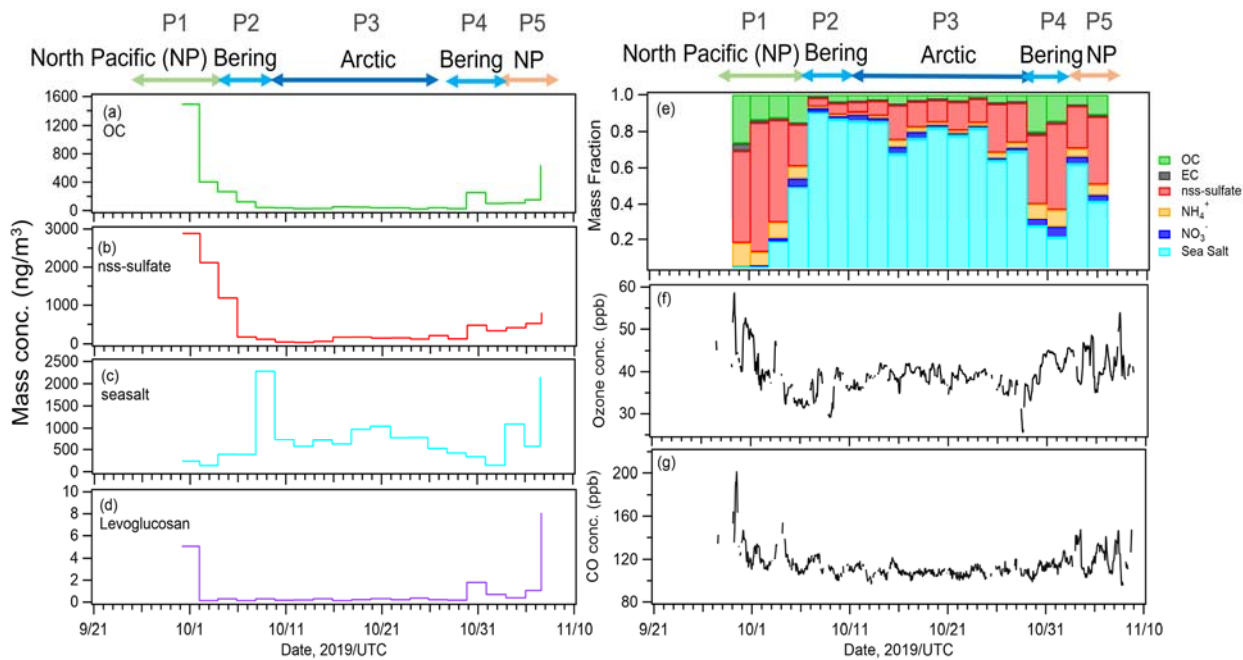 P1 P2 P3 P4 P5
North Pacific (NP) Bering Arctic Bering NP
Mass conc. (ng/m³)
1600
1200
800
400
0
(a)
OC
3000
2000
1000
0
(b)
nss-sulfate
2500
2000
1500
1000
500
0
(c)
seasalt
10
8
6
4
2
0
(d)
Levoglucosan
9/21 10/1 10/11 10/21 10/31 11/10
Date, 2019/UTC
P1 P2 P3 P4 P5
North Pacific (NP) Bering Arctic Bering NP
Mass Fraction
1.0
0.8
0.6
0.4
0.2
(e)
OC
EC
nss-sulfate
NH₄⁺
NO₃⁻
Sea Salt
Ozone conc. (ppb)
60
50
40
30
(f)
CO conc. (ppb)
200
160
120
80
(g)
9/21 10/1 10/11 10/21 10/31 11/10
Date, 2019/UTC